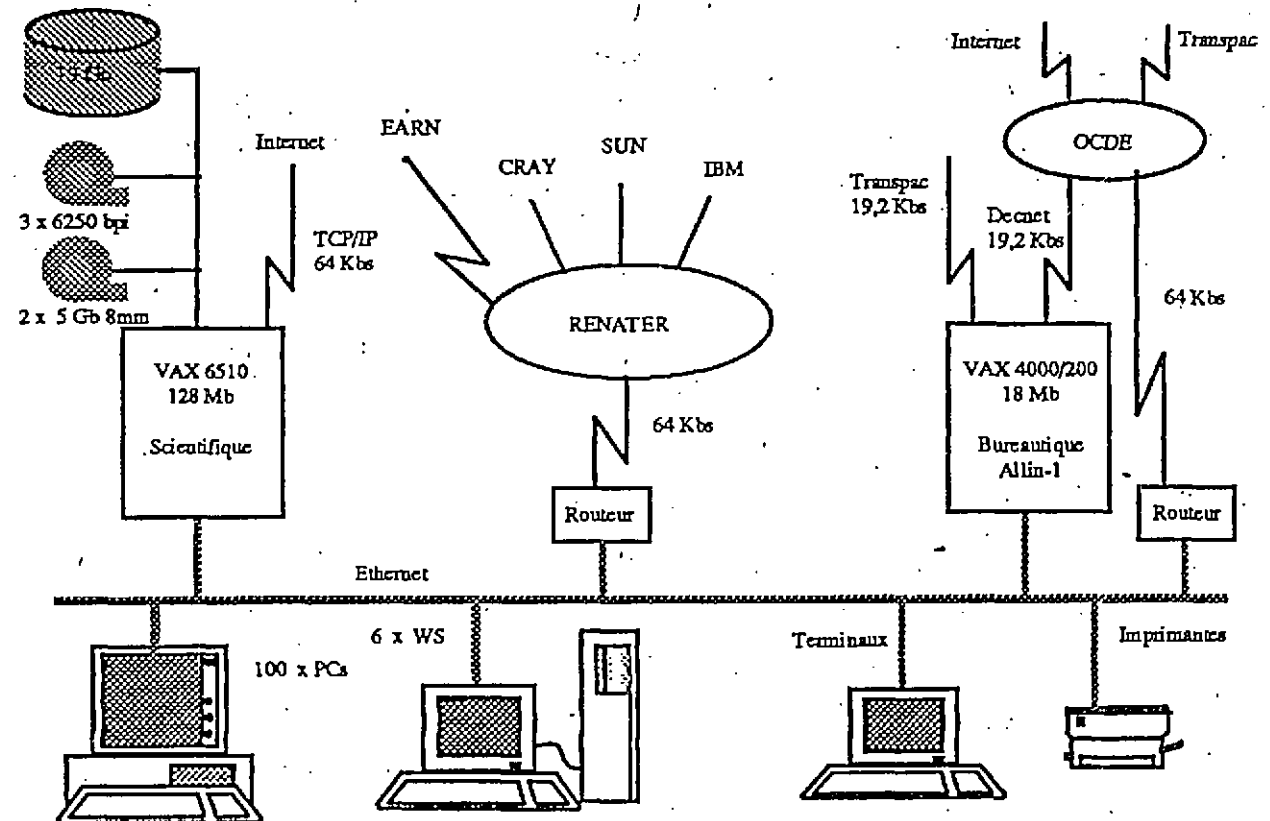 Internet
Transpac
EARN
Internet
SUN
OCDE
CRAY
IBM
Transpac
19,2 Kbs
3 x 6250 bpi
Decnet
19,2 Kbs
TCP/IP
64 Kbs
2 x 5 Gb 8mm
64 Kbs
RENATER
VAX 6510
128 Mb
Scientifique
VAX 4000/200
18 Mb
Bureautique
Allin-1
64 Kbs
Routeur
Routeur
Ethernet
6 x WS
Terminaux
Imprimantes
100 x PCs